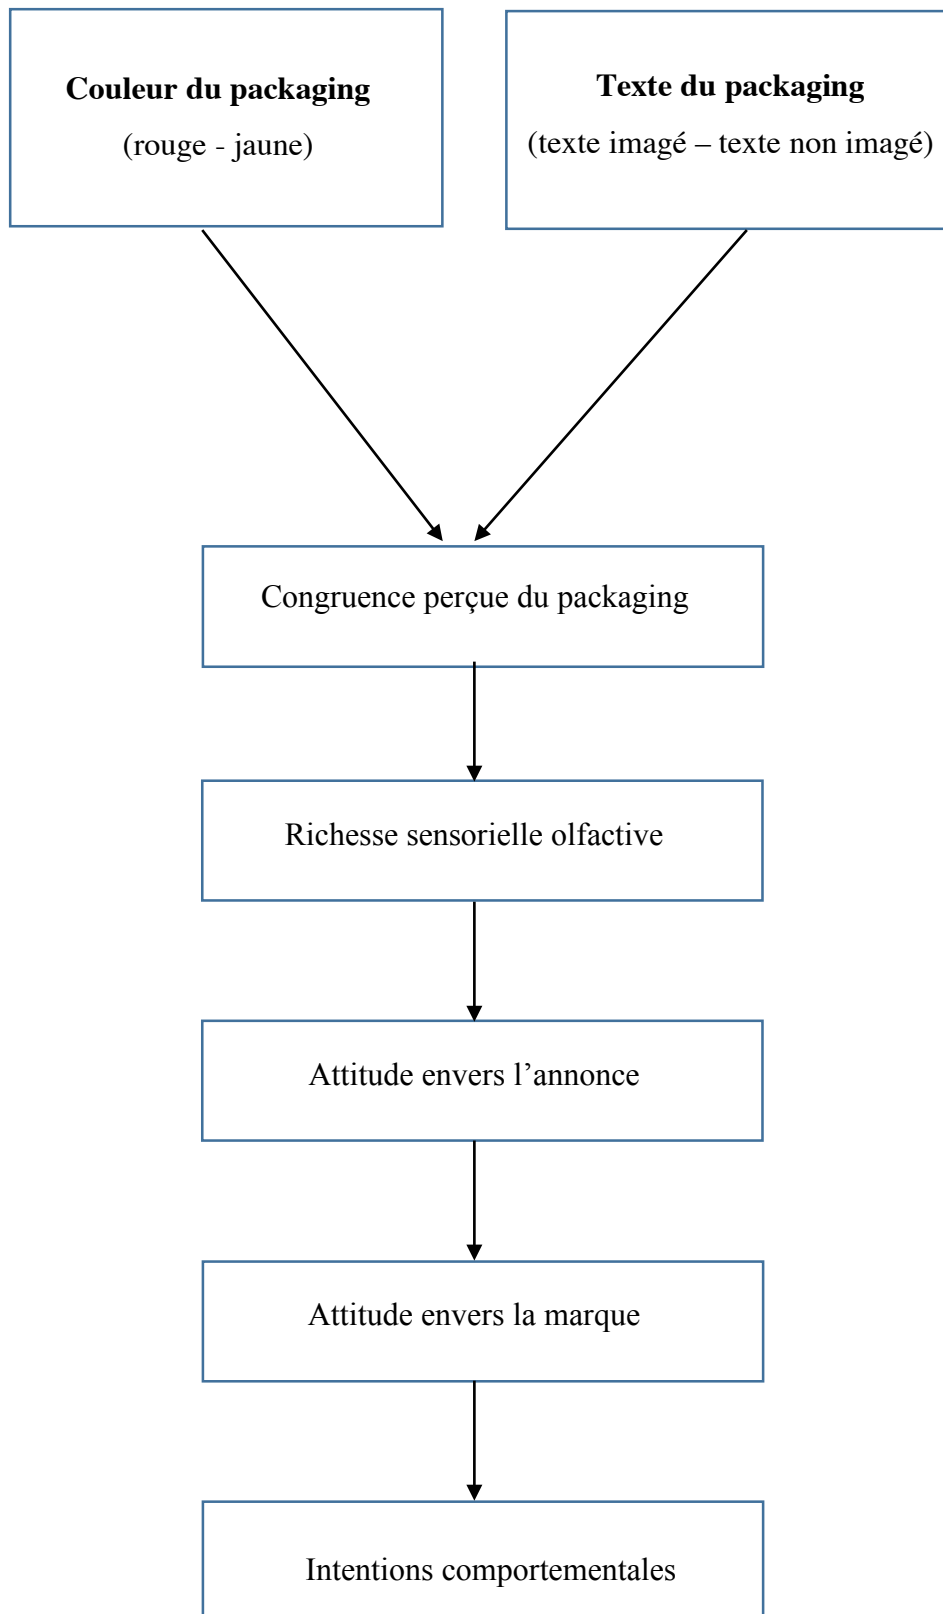 Couleur du packaging
(rouge - jaune)
Texte du packaging
(texte imagé – texte non imagé)
Congruence perçue du packaging
Richesse sensorielle olfactive
Attitude envers l’annonce
Attitude envers la marque
Intentions comportementales